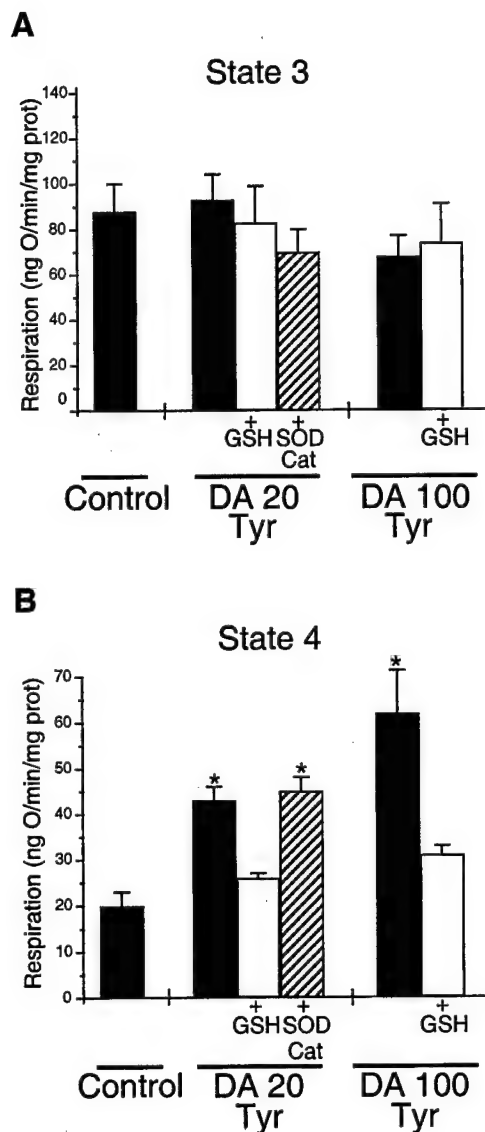 A
State 3
Respiration (ng O/min/mg prot)
140
120
100
80
60
40
20
0
+
GSH
+
SOD
Cat
+
GSH
Control
DA 20
Tyr
DA 100
Tyr
B
State 4
Respiration (ng O/min/mg prot)
70
60
50
40
30
20
10
0
*
*
*
+
GSH
+
SOD
Cat
+
GSH
Control
DA 20
Tyr
DA 100
Tyr